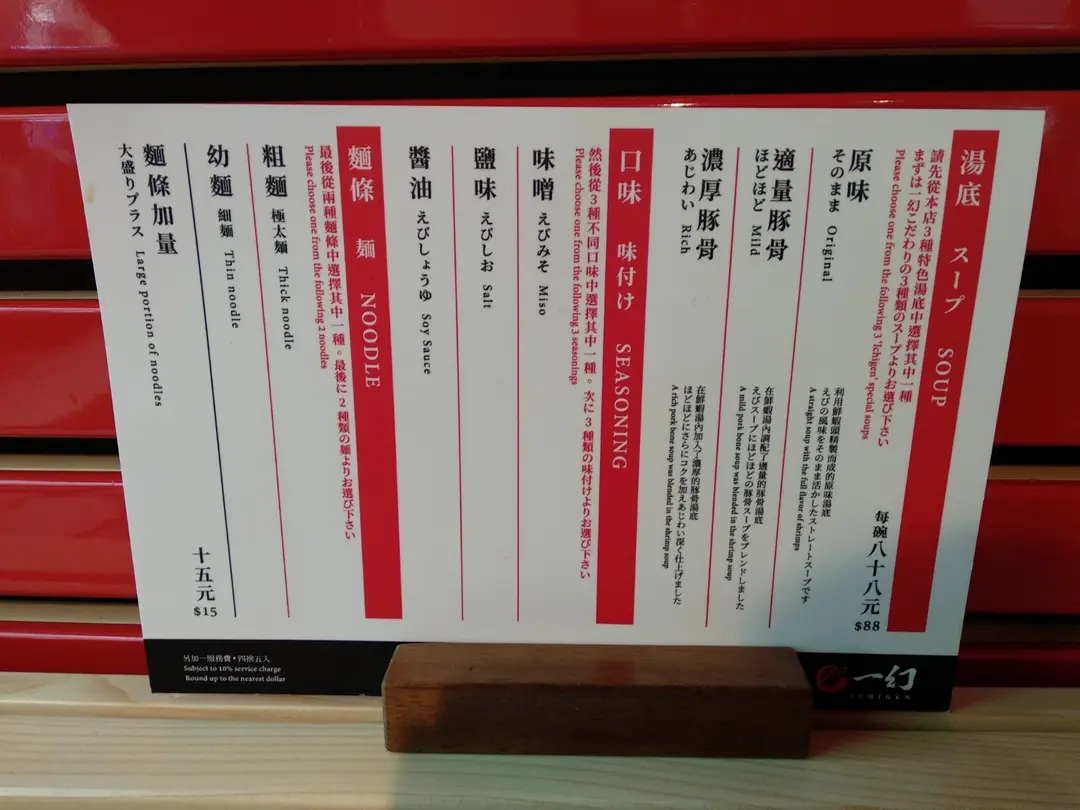 湯底 スープ SOUP
請先從本店3種特色湯底中選擇其中一種
まずは一幻こだわりの3種類のスープよりお選び下さい
Please choose one from the following 3 'Ichigen' special soups
每碗八十八元
$88
原味
そのまま Original
利用鮮蝦頭精製而成的原味湯底
えびの風味をそのまま活かしたストレートスープです
A straight soup with the full flavor of shrimps
適量豚骨
ほどほど Mild
在鮮蝦湯內調配了適量的豚骨湯底
えびスープにほどほどの豚骨スープをブレンドしました
A mild pork bone soup was blended in the shrimp soup
濃厚豚骨
あじわい Rich
在鮮蝦湯內加入了濃厚的豚骨湯底
ほどほどにさらにコクを加えあじわい深く仕上げました
A rich pork bone soup was blended in the shrimp soup
口味 味付け SEASONING
然後從3種不同口味中選擇其中一種。次に3種類の味付けよりお選び下さい
Please choose one from the following 3 seasonings
味噌 えびみそ Miso
鹽味 えびしお Salt
醬油 えびしょうゆ Soy Sauce
麵條 麺 NOODLE
最後從兩種麵條中選擇其中一種。最後に2種類の麺よりお選び下さい
Please choose one from the following 2 noodles
粗麵 極太麺 Thick noodle
幼麵 細麺 Thin noodle
麵條加量
大盛りプラス Large portion of noodles
十五元
$15
另加一服務費・四捨五入
Subject to 10% service charge
Round up to the nearest dollar
一幻
ICHIGEN